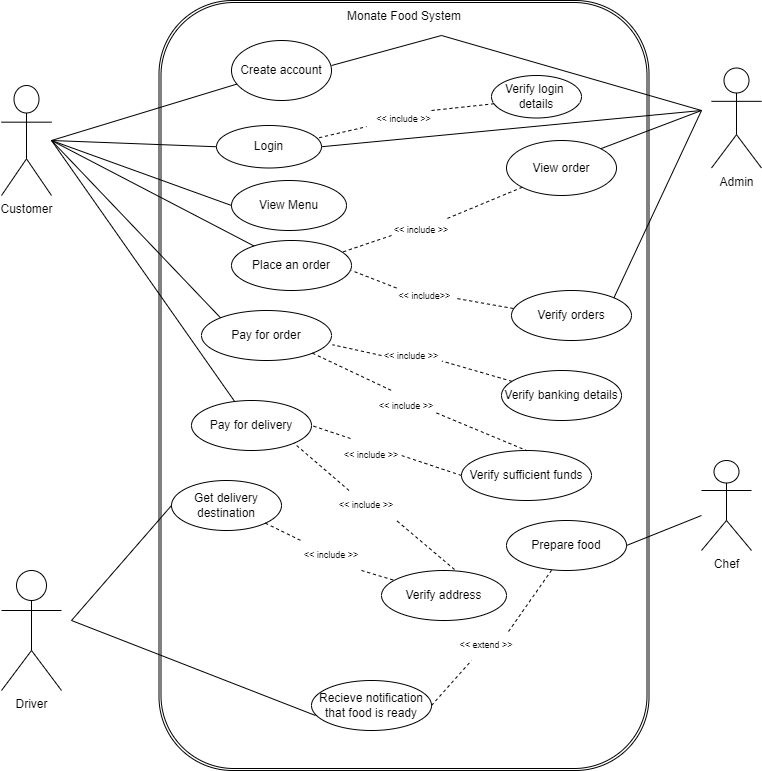 Monate Food System
Create account
Verify login
details
<< include >>
Login
View order
Customer
Admin
View Menu
<< include >>
Place an order
<< include>>
Verify orders
Pay for order
<< include >>
Verify banking details
<< include >>
Pay for delivery
<< include >>
Verify sufficient funds
Get delivery
destination
<< include >>
Prepare food
<< include >>
Chef
Verify address
<< extend >>
Driver
Recieve notification
that food is ready